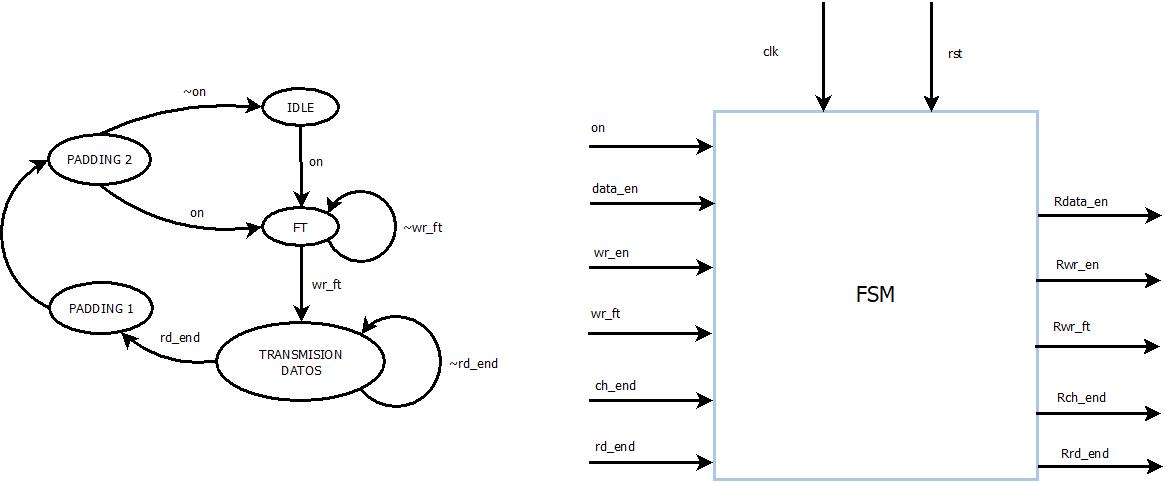 ~on
IDLE
PADDING 2
on
on
FT
~wr_ft
wr_ft
PADDING 1
rd_end
TRANSMISION
DATOS
~rd_end
clk
rst
on
data_en
wr_en
wr_ft
ch_end
rd_end
FSM
Rdata_en
Rwr_en
Rwr_ft
Rch_end
Rrd_end